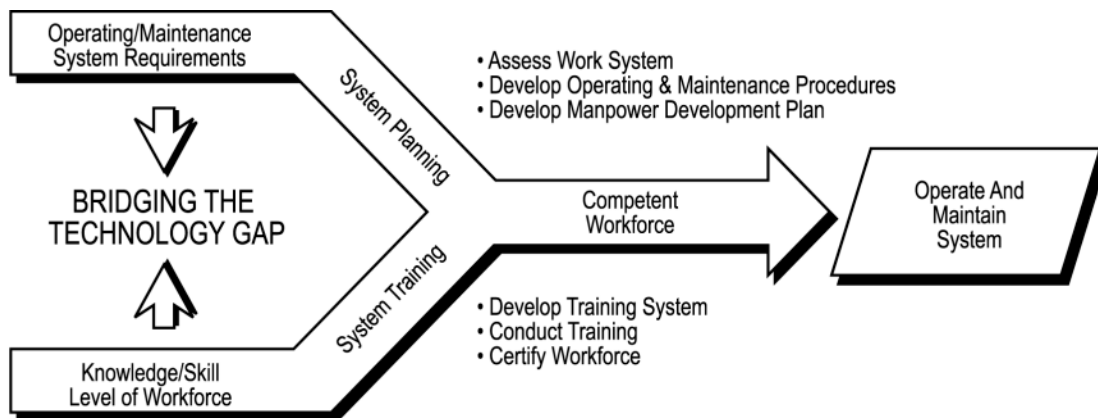 Operating/Maintenance
System Requirements
System Planning
• Assess Work System
• Develop Operating & Maintenance Procedures
• Develop Manpower Development Plan
BRIDGING THE
TECHNOLOGY GAP
Competent
Workforce
Operate And
Maintain
System
System Training
• Develop Training System
• Conduct Training
• Certify Workforce
Knowledge/Skill
Level of Workforce